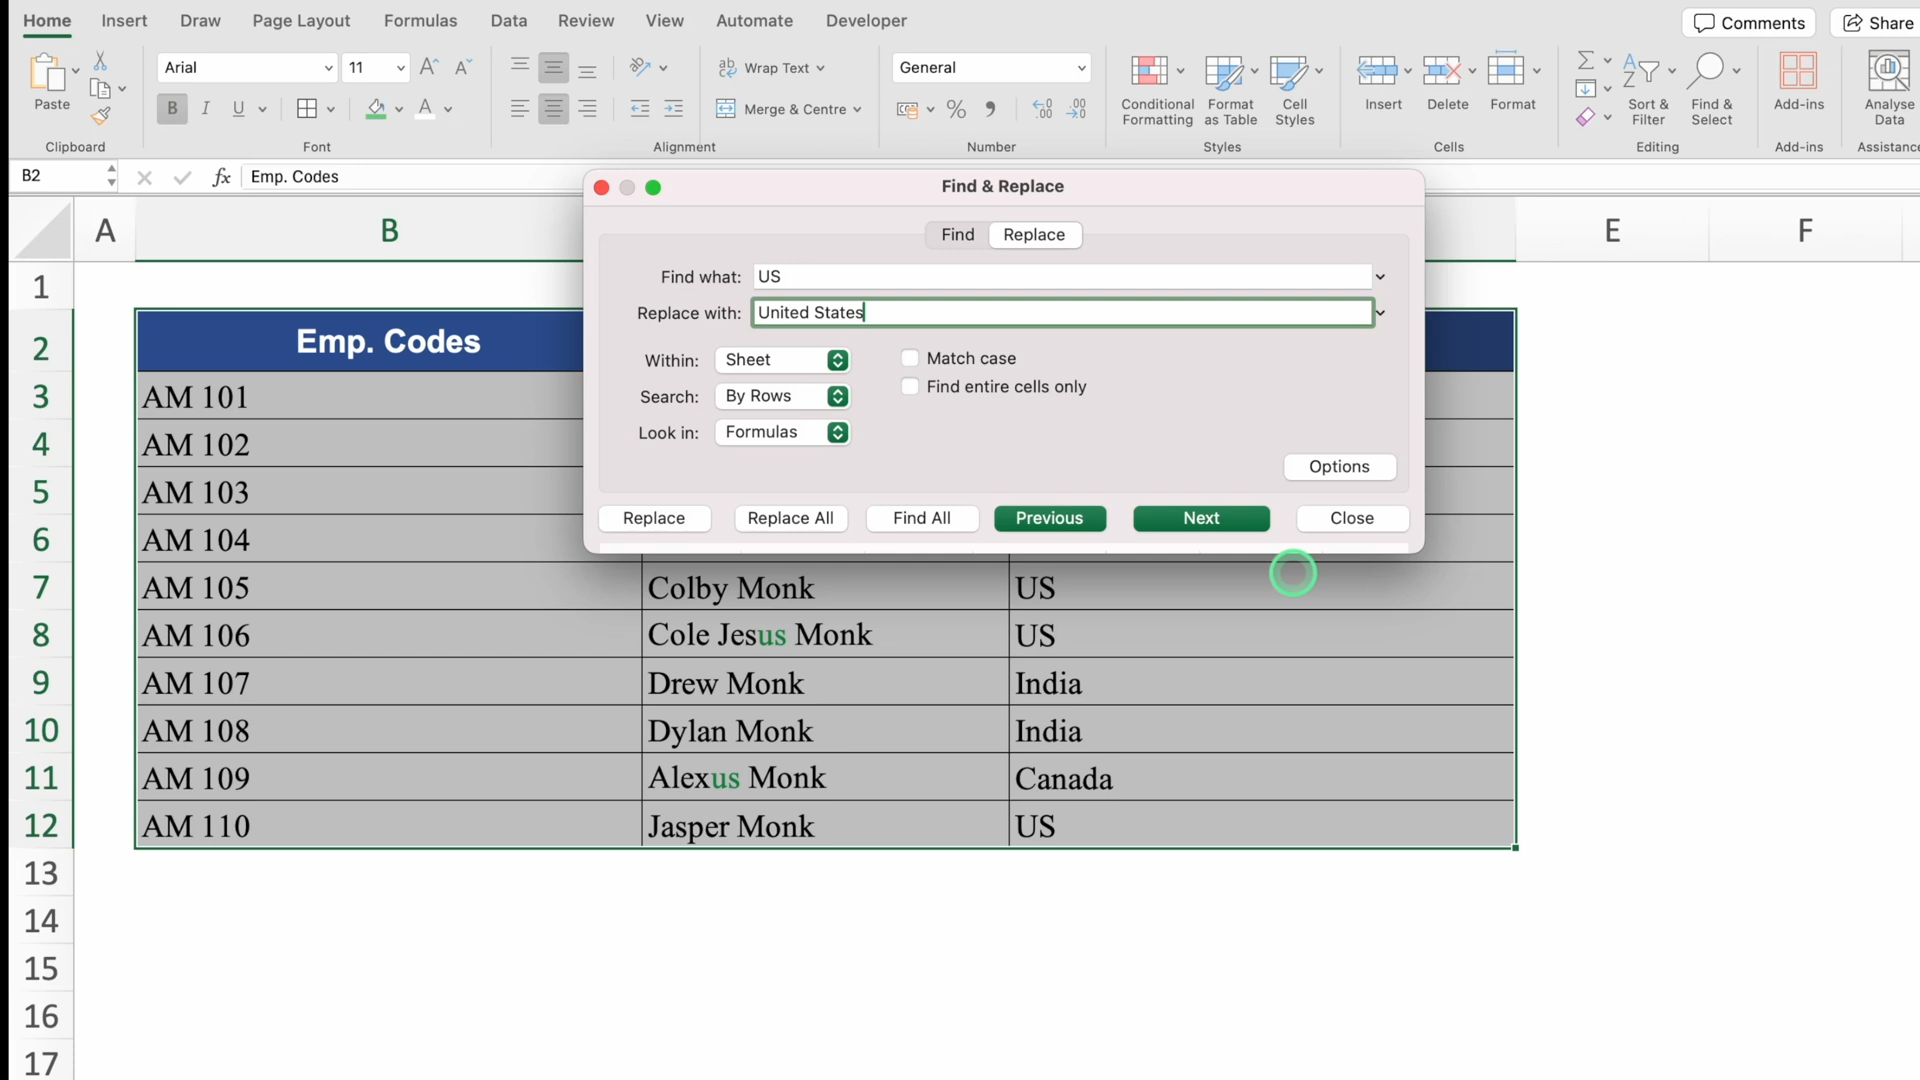 Home Insert Draw Page Layout Formulas Data Review View Automate Developer Comments Share
Arial 11 Wrap Text General
Paste B I U Merge & Centre % Conditional Formatting Format as Table Cell Styles Insert Delete Format Sort & Filter Find & Select Add-ins Analyse Data
Clipboard Font Alignment Number Styles Cells Editing Add-ins Assistance
B2 fx Emp. Codes
Find & Replace
A B E F
Find Replace
Find what: US
Replace with: United States
Within: Sheet Match case
Find entire cells only
Search: By Rows
Look in: Formulas
Options
Replace Replace All Find All Previous Next Close
1
2 Emp. Codes
3 AM 101
4 AM 102
5 AM 103
6 AM 104
7 AM 105 Colby Monk US
8 AM 106 Cole Jesus Monk US
9 AM 107 Drew Monk India
10 AM 108 Dylan Monk India
11 AM 109 Alexus Monk Canada
12 AM 110 Jasper Monk US
13
14
15
16
17